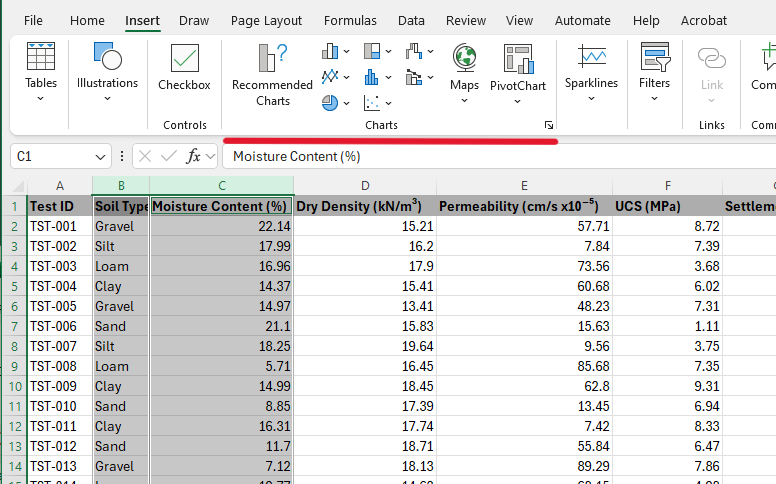 File Home Insert Draw Page Layout Formulas Data Review View Automate Help Acrobat
Tables Illustrations Checkbox Recommended Charts Maps PivotChart Sparklines Filters Link Com
Controls Charts Links Com
C1 fx Moisture Content (%)
A B C D E F
1 Test ID Soil Type Moisture Content (%) Dry Density (kN/m³) Permeability (cm/s x10⁻⁵) UCS (MPa) Settlem
2 TST-001 Gravel 22.14 15.21 57.71 8.72
3 TST-002 Silt 17.99 16.2 7.84 7.39
4 TST-003 Loam 16.96 17.9 73.56 3.68
5 TST-004 Clay 14.37 15.41 60.68 6.02
6 TST-005 Gravel 14.97 13.41 48.23 7.31
7 TST-006 Sand 21.1 15.83 15.63 1.11
8 TST-007 Silt 18.25 19.64 9.56 3.75
9 TST-008 Loam 5.71 16.45 85.68 7.35
10 TST-009 Clay 14.99 18.45 62.8 9.31
11 TST-010 Sand 8.85 17.39 13.45 6.94
12 TST-011 Clay 16.31 17.74 7.42 8.33
13 TST-012 Sand 11.7 18.71 55.84 6.47
14 TST-013 Gravel 7.12 18.13 89.29 7.86